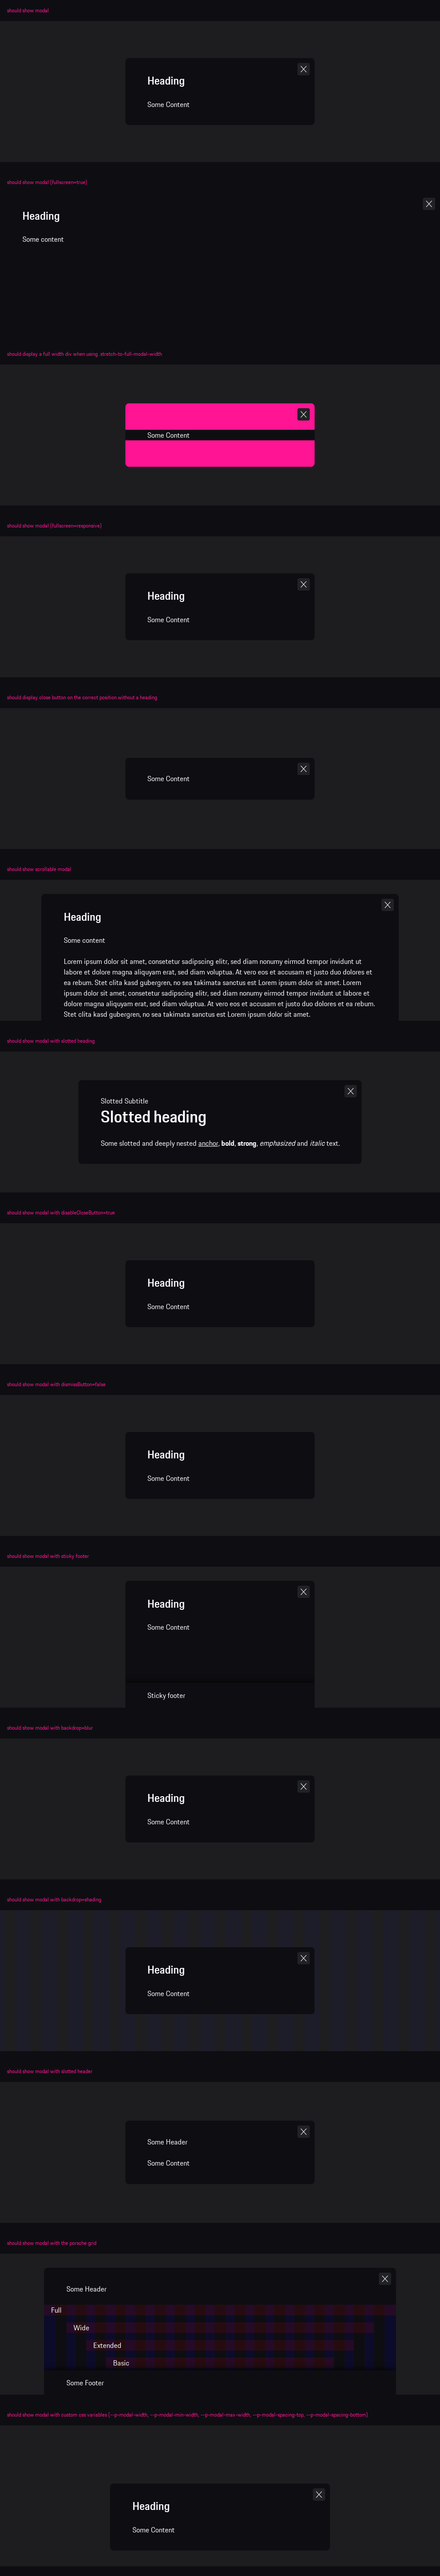 should show modal
Heading
Some Content
should show modal (fullscreen=true)
Heading
Some content
should display a full width div when using .stretch-to-full-modal-width
Some Content
should show modal (fullscreen=responsive)
Heading
Some Content
should display close button on the correct position without a heading
Some Content
should show scrollable modal
Heading
Some content
Lorem ipsum dolor sit amet, consetetur sadipscing elitr, sed diam nonumy eirmod tempor invidunt ut
labore et dolore magna aliquyam erat, sed diam voluptua. At vero eos et accusam et justo duo dolores et
ea rebum. Stet clita kasd gubergren, no sea takimata sanctus est Lorem ipsum dolor sit amet. Lorem
ipsum dolor sit amet, consetetur sadipscing elitr, sed diam nonumy eirmod tempor invidunt ut labore et
dolore magna aliquyam erat, sed diam voluptua. At vero eos et accusam et justo duo dolores et ea rebum.
Stet clita kasd gubergren, no sea takimata sanctus est Lorem ipsum dolor sit amet.
should show modal with slotted heading
Slotted Subtitle
Slotted heading
Some slotted and deeply nested anchor, bold, strong, emphasized and italic text.
should show modal with disableCloseButton=true
Heading
Some Content
should show modal with dismissButton=false
Heading
Some Content
should show modal with sticky footer
Heading
Some Content
Sticky footer
should show modal with backdrop=blur
Heading
Some Content
should show modal with backdrop=shading
Heading
Some Content
should show modal with slotted header
Some Header
Some Content
should show modal with the porsche grid
Some Header
Full
Wide
Extended
Basic
Some Footer
should show modal with custom css variables (--p-modal-width, --p-modal-min-width, --p-modal-max-width, --p-modal-spacing-top, --p-modal-spacing-bottom)
Heading
Some Content